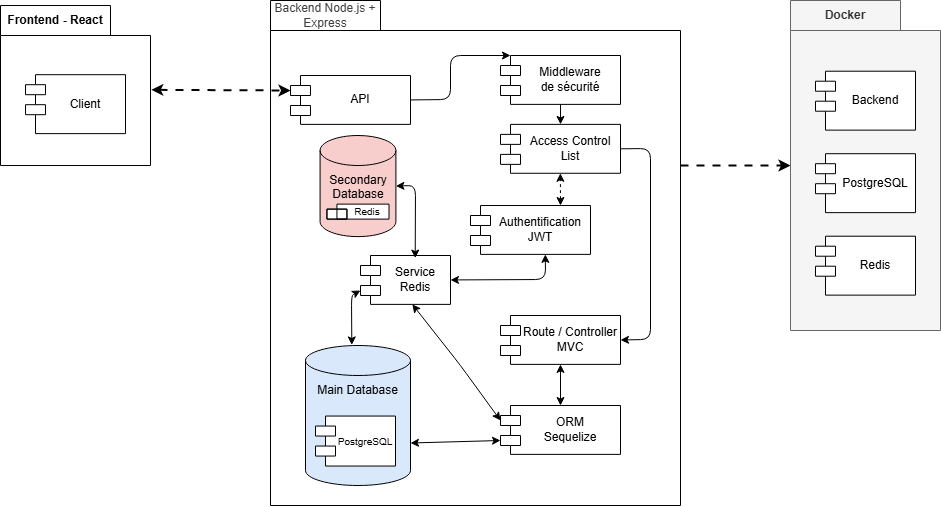 Frontend - React
Client
Backend Node.js +
Express
API
Middleware
de sécurité
Access Control
List
Secondary
Database
Redis
Authentification
JWT
Service
Redis
Route / Controller
MVC
Main Database
PostgreSQL
ORM
Sequelize
Docker
Backend
PostgreSQL
Redis